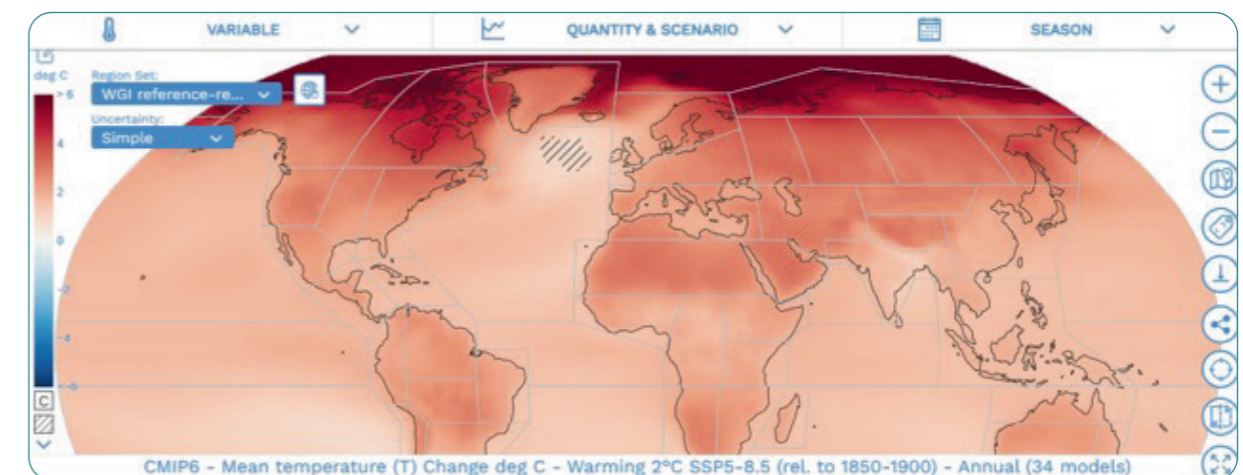 VARIABLE
QUANTITY & SCENARIO
SEASON
deg C
Region Set:
WGI reference-re...
Uncertainty:
Simple
> 6
4
2
0
-2
-4
< -6
C
CMIP6 - Mean temperature (T) Change deg C - Warming 2°C SSP5-8.5 (rel. to 1850-1900) - Annual (34 models)